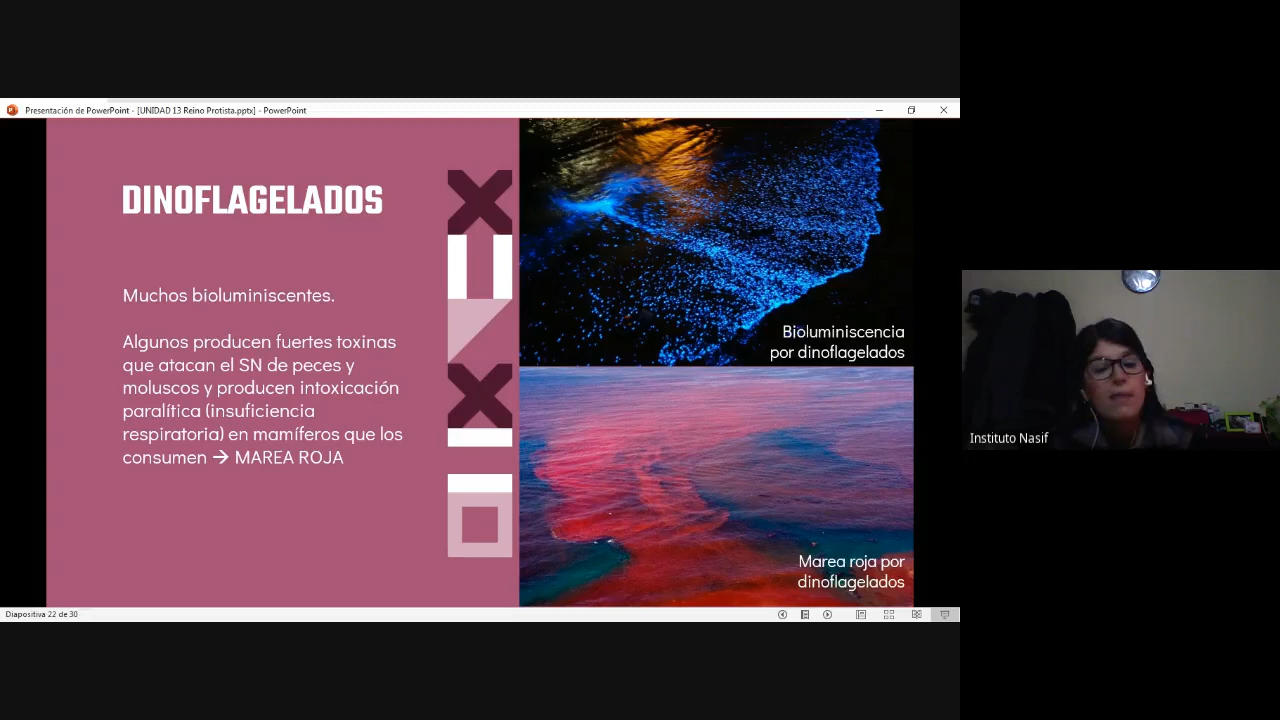 Presentación de PowerPoint - [UNIDAD 13 Reino Protista.pptx] - PowerPoint
DINOFLAGELADOS
Muchos bioluminiscentes.
Algunos producen fuertes toxinas
que atacan el SN de peces y
moluscos y producen intoxicación
paralítica (insuficiencia
respiratoria) en mamíferos que los
consumen → MAREA ROJA
Bioluminiscencia
por dinoflagelados
Marea roja por
dinoflagelados
Instituto Nasif
Diapositiva 22 de 30